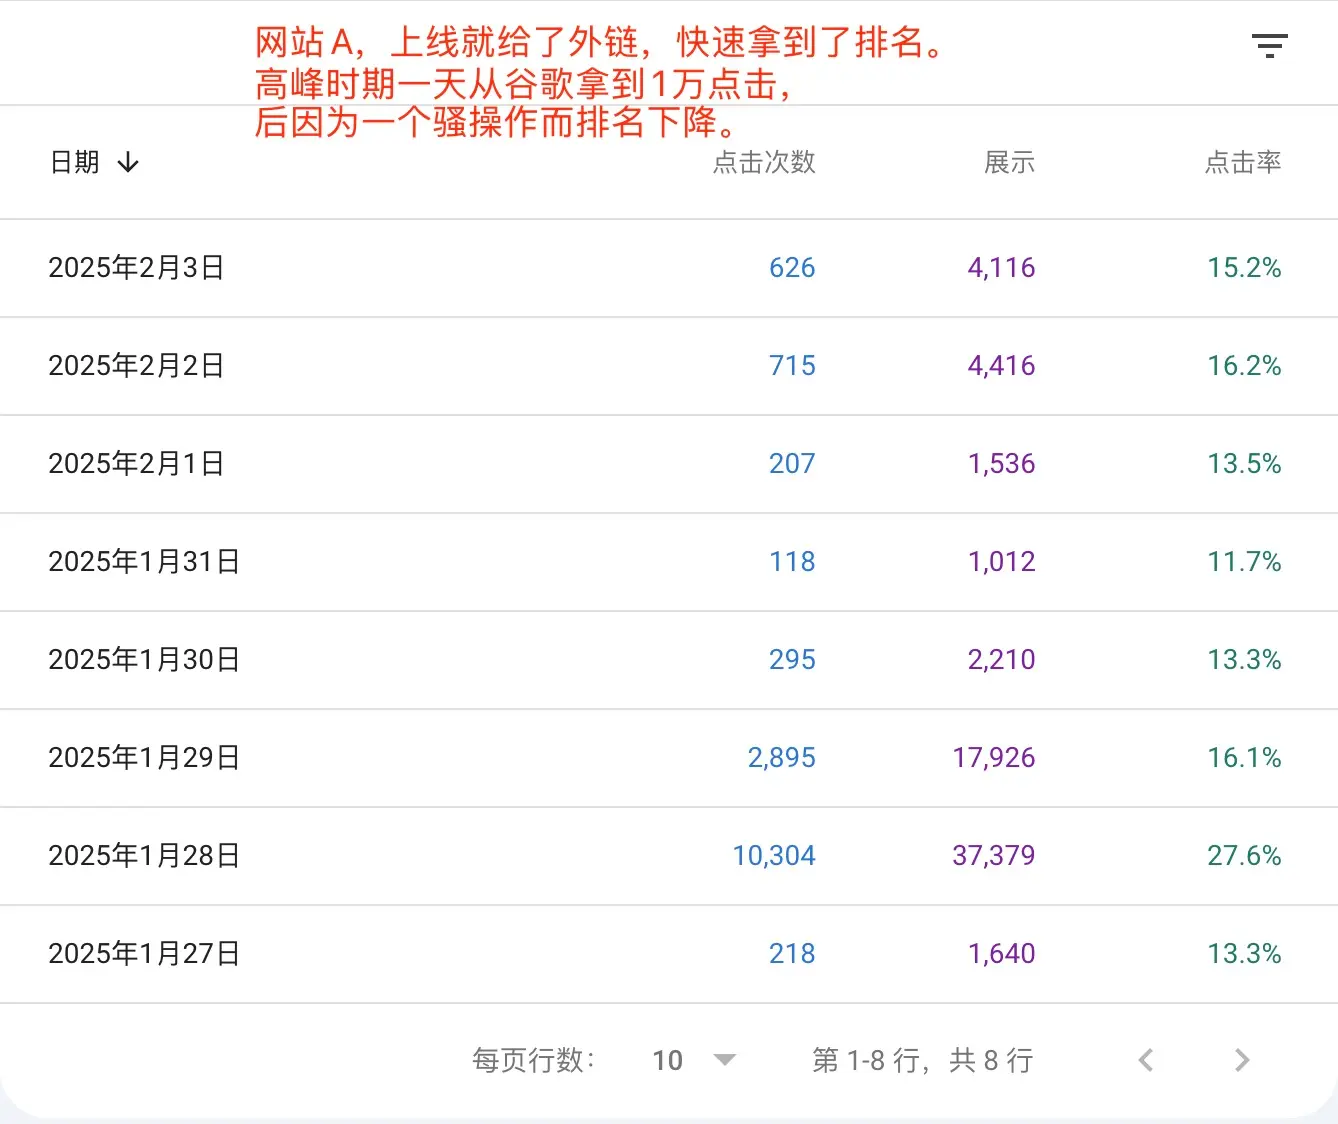 网站A，上线就给了外链，快速拿到了排名。
高峰时期一天从谷歌拿到1万点击，
后因为一个骚操作而排名下降。
日期 点击次数 展示 点击率
2025年2月3日 626 4,116 15.2%
2025年2月2日 715 4,416 16.2%
2025年2月1日 207 1,536 13.5%
2025年1月31日 118 1,012 11.7%
2025年1月30日 295 2,210 13.3%
2025年1月29日 2,895 17,926 16.1%
2025年1月28日 10,304 37,379 27.6%
2025年1月27日 218 1,640 13.3%
每页行数： 10 第 1-8 行，共 8 行